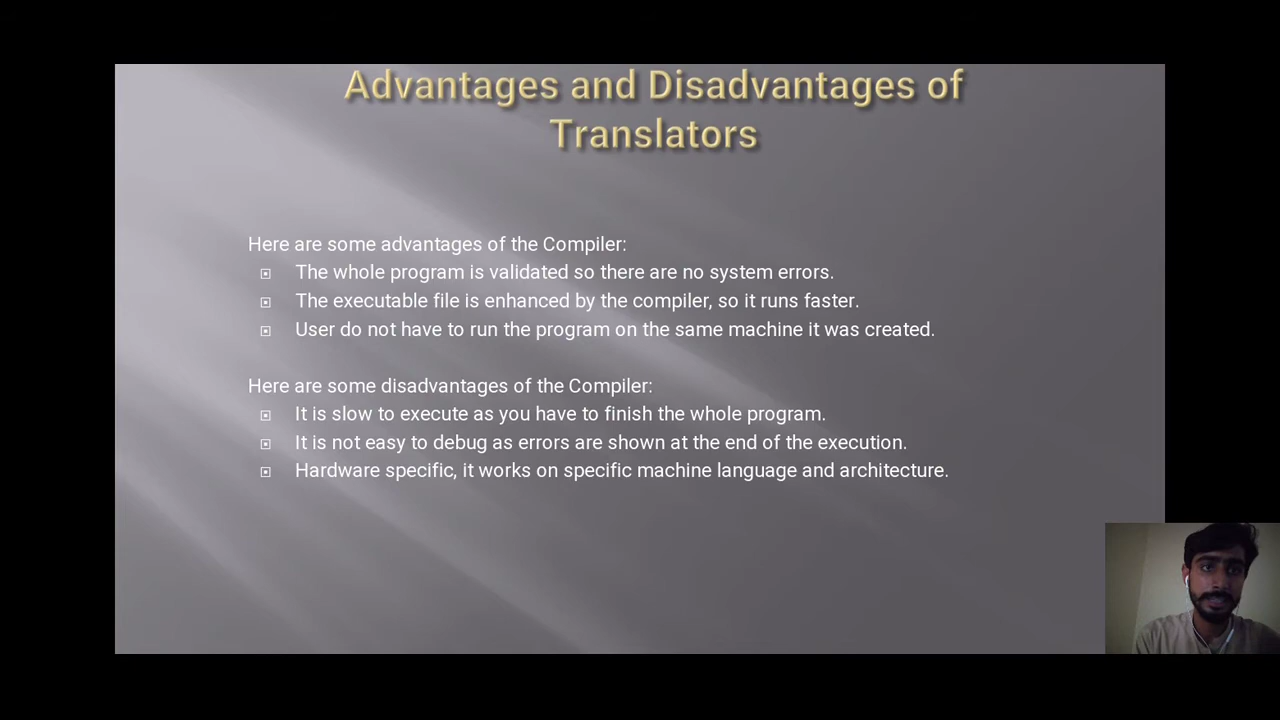 Advantages and Disadvantages of
Translators
Here are some advantages of the Compiler:
The whole program is validated so there are no system errors.
The executable file is enhanced by the compiler, so it runs faster.
User do not have to run the program on the same machine it was created.
Here are some disadvantages of the Compiler:
It is slow to execute as you have to finish the whole program.
It is not easy to debug as errors are shown at the end of the execution.
Hardware specific, it works on specific machine language and architecture.